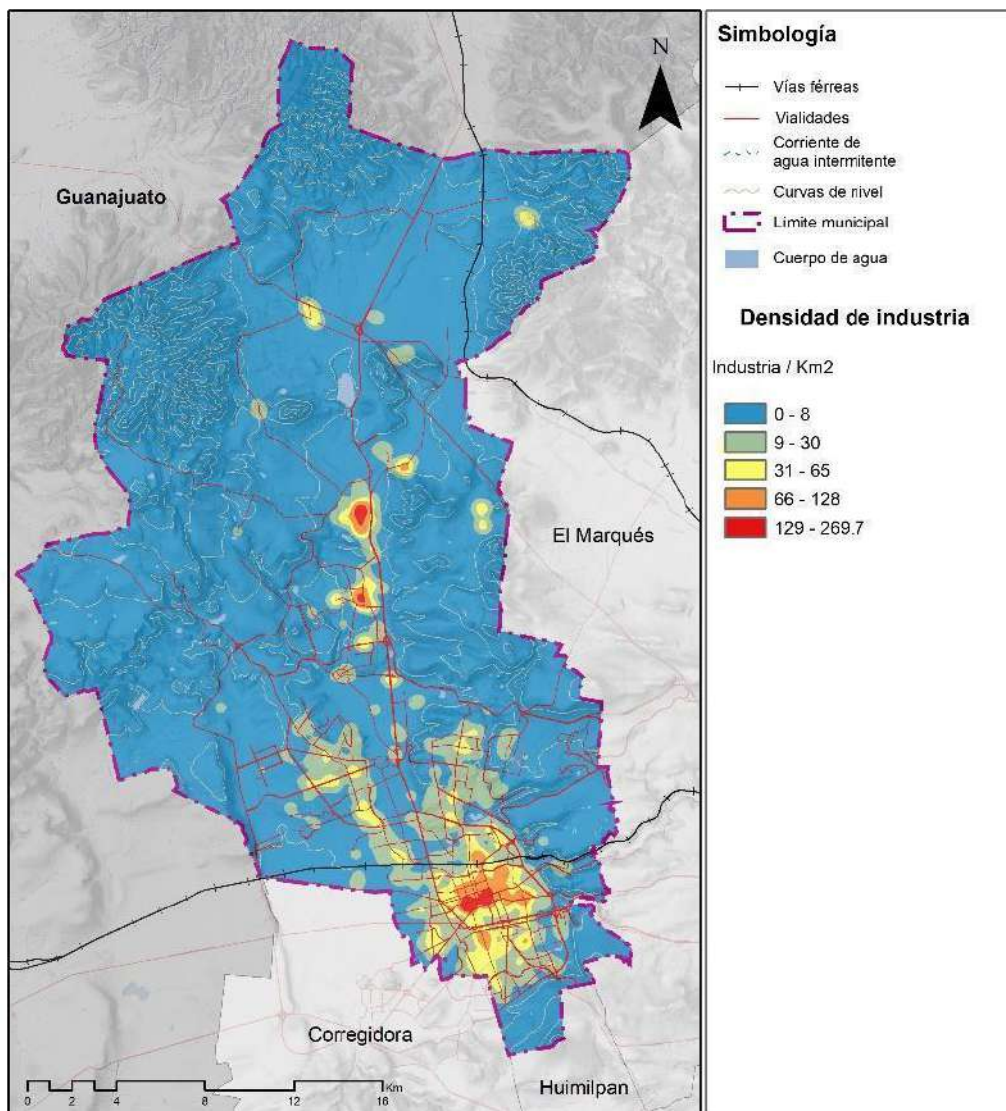 N
Guanajuato
El Marqués
Corregidora
Huimilpan
0 2 4 8 12 16
Km
Simbología
Vías férreas
Vialidades
Corriente de
agua intermitente
Curvas de nivel
Limite municipal
Cuerpo de agua
Densidad de industria
Industria / Km2
0 - 8
9 - 30
31 - 65
66 - 128
129 - 269.7